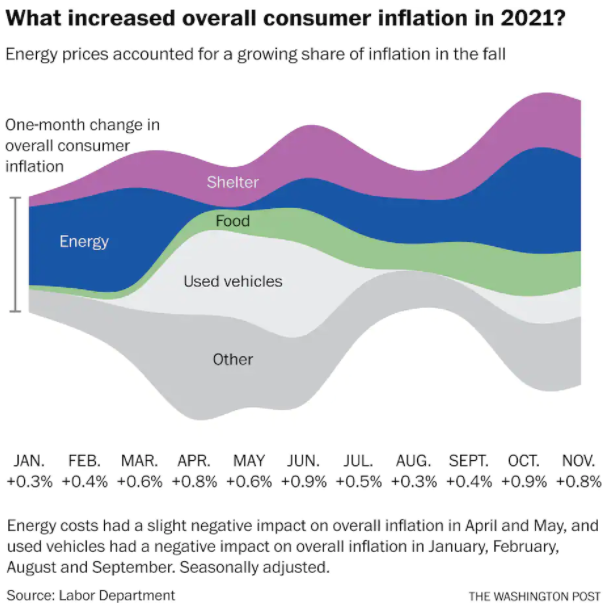 What increased overall consumer inflation in 2021?
Energy prices accounted for a growing share of inflation in the fall
One-month change in
overall consumer
inflation
Shelter
Energy
Food
Used vehicles
Other
JAN. FEB. MAR. APR. MAY JUN. JUL. AUG. SEPT. OCT. NOV.
+0.3% +0.4% +0.6% +0.8% +0.6% +0.9% +0.5% +0.3% +0.4% +0.9% +0.8%
Energy costs had a slight negative impact on overall inflation in April and May, and
used vehicles had a negative impact on overall inflation in January, February,
August and September. Seasonally adjusted.
Source: Labor Department THE WASHINGTON POST